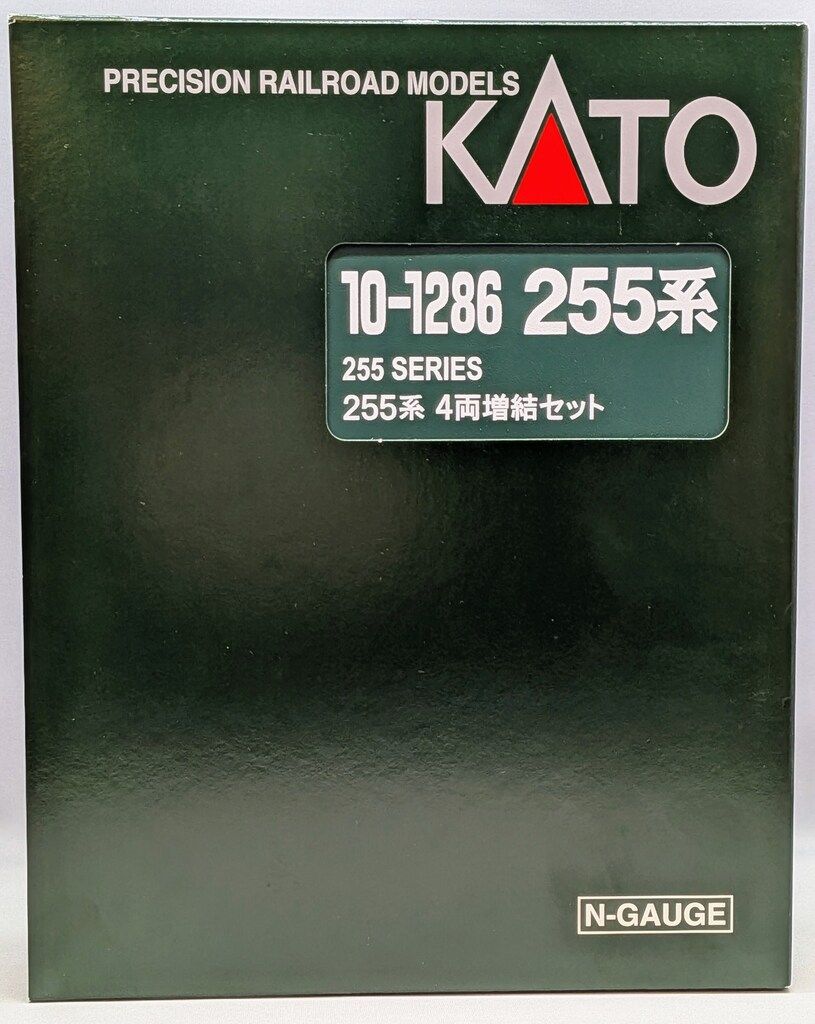 PRECISION RAILROAD MODELS
KATO
10-1286 255系
255 SERIES
255系 4両増結セット
N-GAUGE